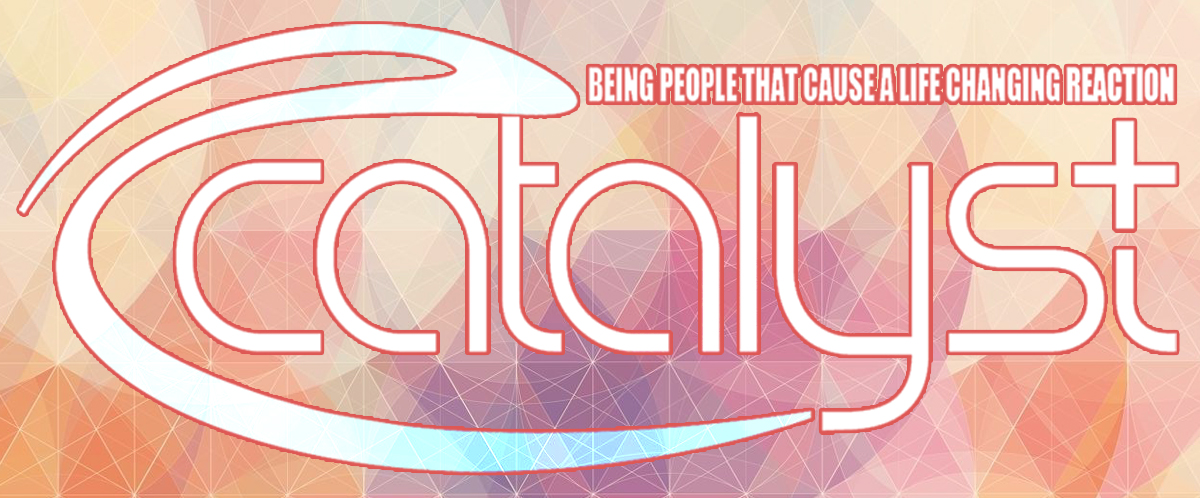 BEING PEOPLE THAT CAUSE A LIFE CHANGING REACTION
catalyst